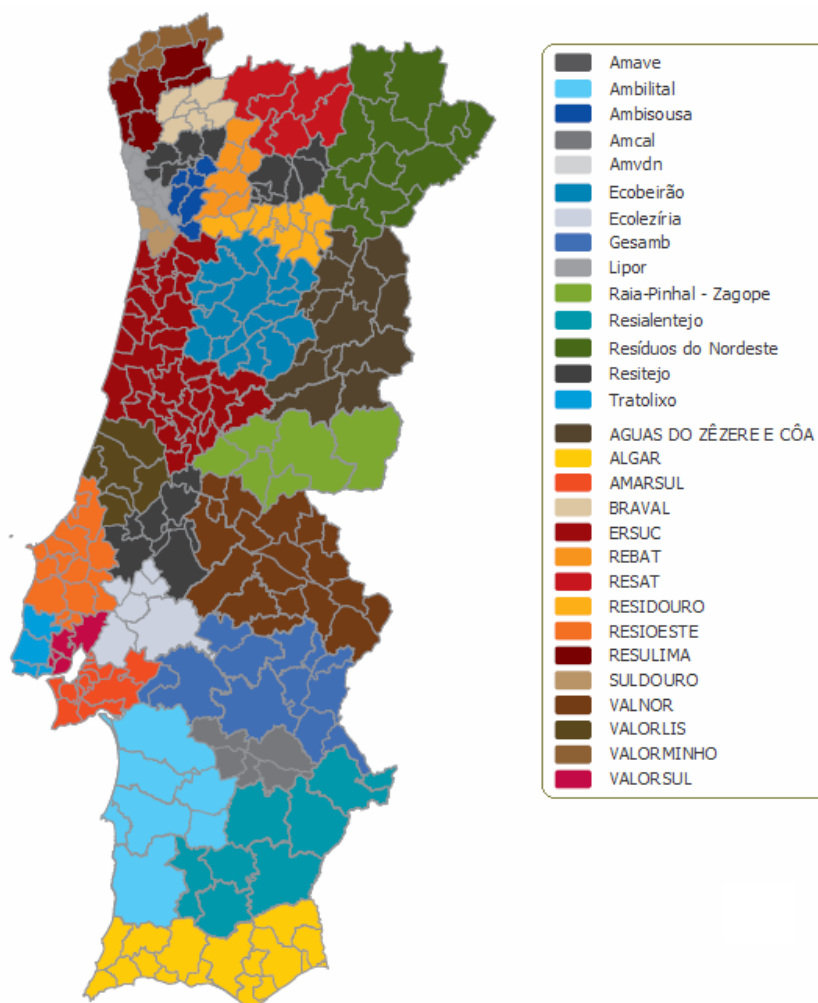 Amave
Ambilital
Ambisousa
Amcal
Amvdn
Ecobeirão
Ecolezíria
Gesamb
Lipor
Raia-Pinhal - Zagope
Resialentejo
Resíduos do Nordeste
Resitejo
Tratolixo
AGUAS DO ZÊZERE E CÔA
ALGAR
AMARSUL
BRAVAL
ERSUC
REBAT
RESAT
RESIDOURO
RESIOESTE
RESULIMA
SULDOURO
VALNOR
VALORLIS
VALORMINHO
VALORSUL